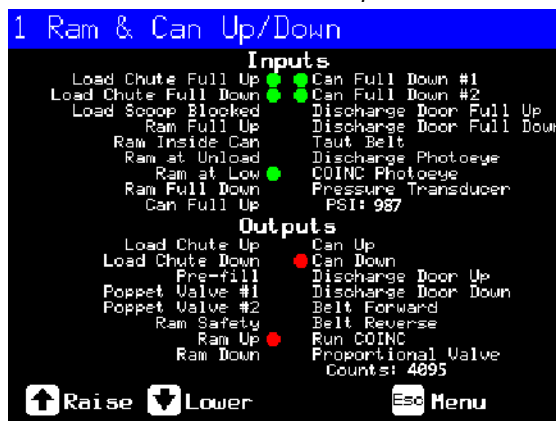 1 Ram & Can Up/Down
Inputs
Load Chute Full Up Can Full Down #1
Load Chute Full Down Can Full Down #2
Load Scoop Blocked Discharge Door Full Up
Ram Full Up Discharge Door Full Down
Ram Inside Can Taut Belt
Ram at Unload Discharge Photoeye
Ram at Low COINC Photoeye
Ram Full Down Pressure Transducer
Can Full Up PSI: 987
Outputs
Load Chute Up Can Up
Load Chute Down Can Down
Pre-fill Discharge Door Up
Poppet Valve #1 Discharge Door Down
Poppet Valve #2 Belt Forward
Ram Safety Belt Reverse
Ram Up Run COINC
Ram Down Proportional Valve
Counts: 4095
Raise Lower Esc Menu